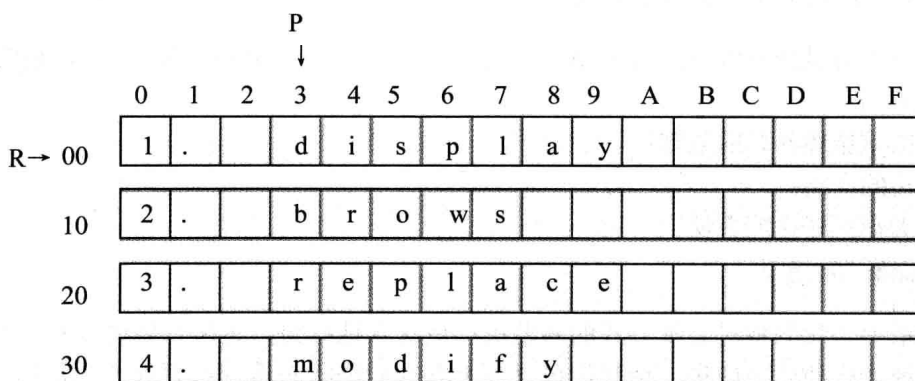 P
↓
0 1 2 3 4 5 6 7 8 9 A B C D E F
R→ 00 1 . d i s p l a y
10 2 . b r o w s
20 3 . r e p l a c e
30 4 . m o d i f y